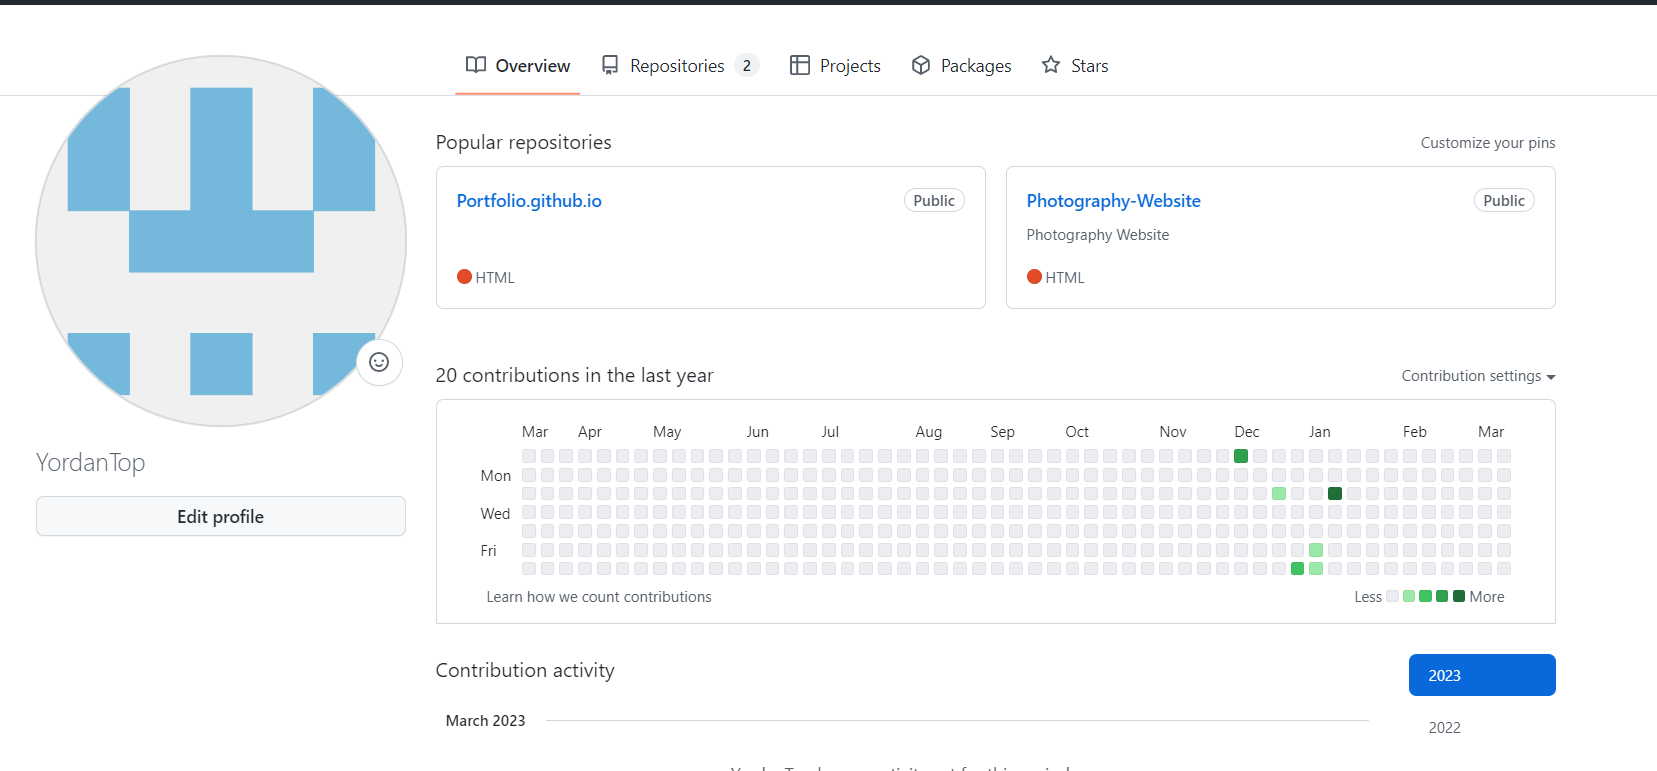 Overview Repositories 2 Projects Packages Stars
Popular repositories Customize your pins
Portfolio.github.io Public
HTML
Photography-Website Public
Photography Website
HTML
YordanTop
Edit profile
20 contributions in the last year Contribution settings
Mar Apr May Jun Jul Aug Sep Oct Nov Dec Jan Feb Mar
Mon
Wed
Fri
Learn how we count contributions Less More
Contribution activity
2023
2022
March 2023